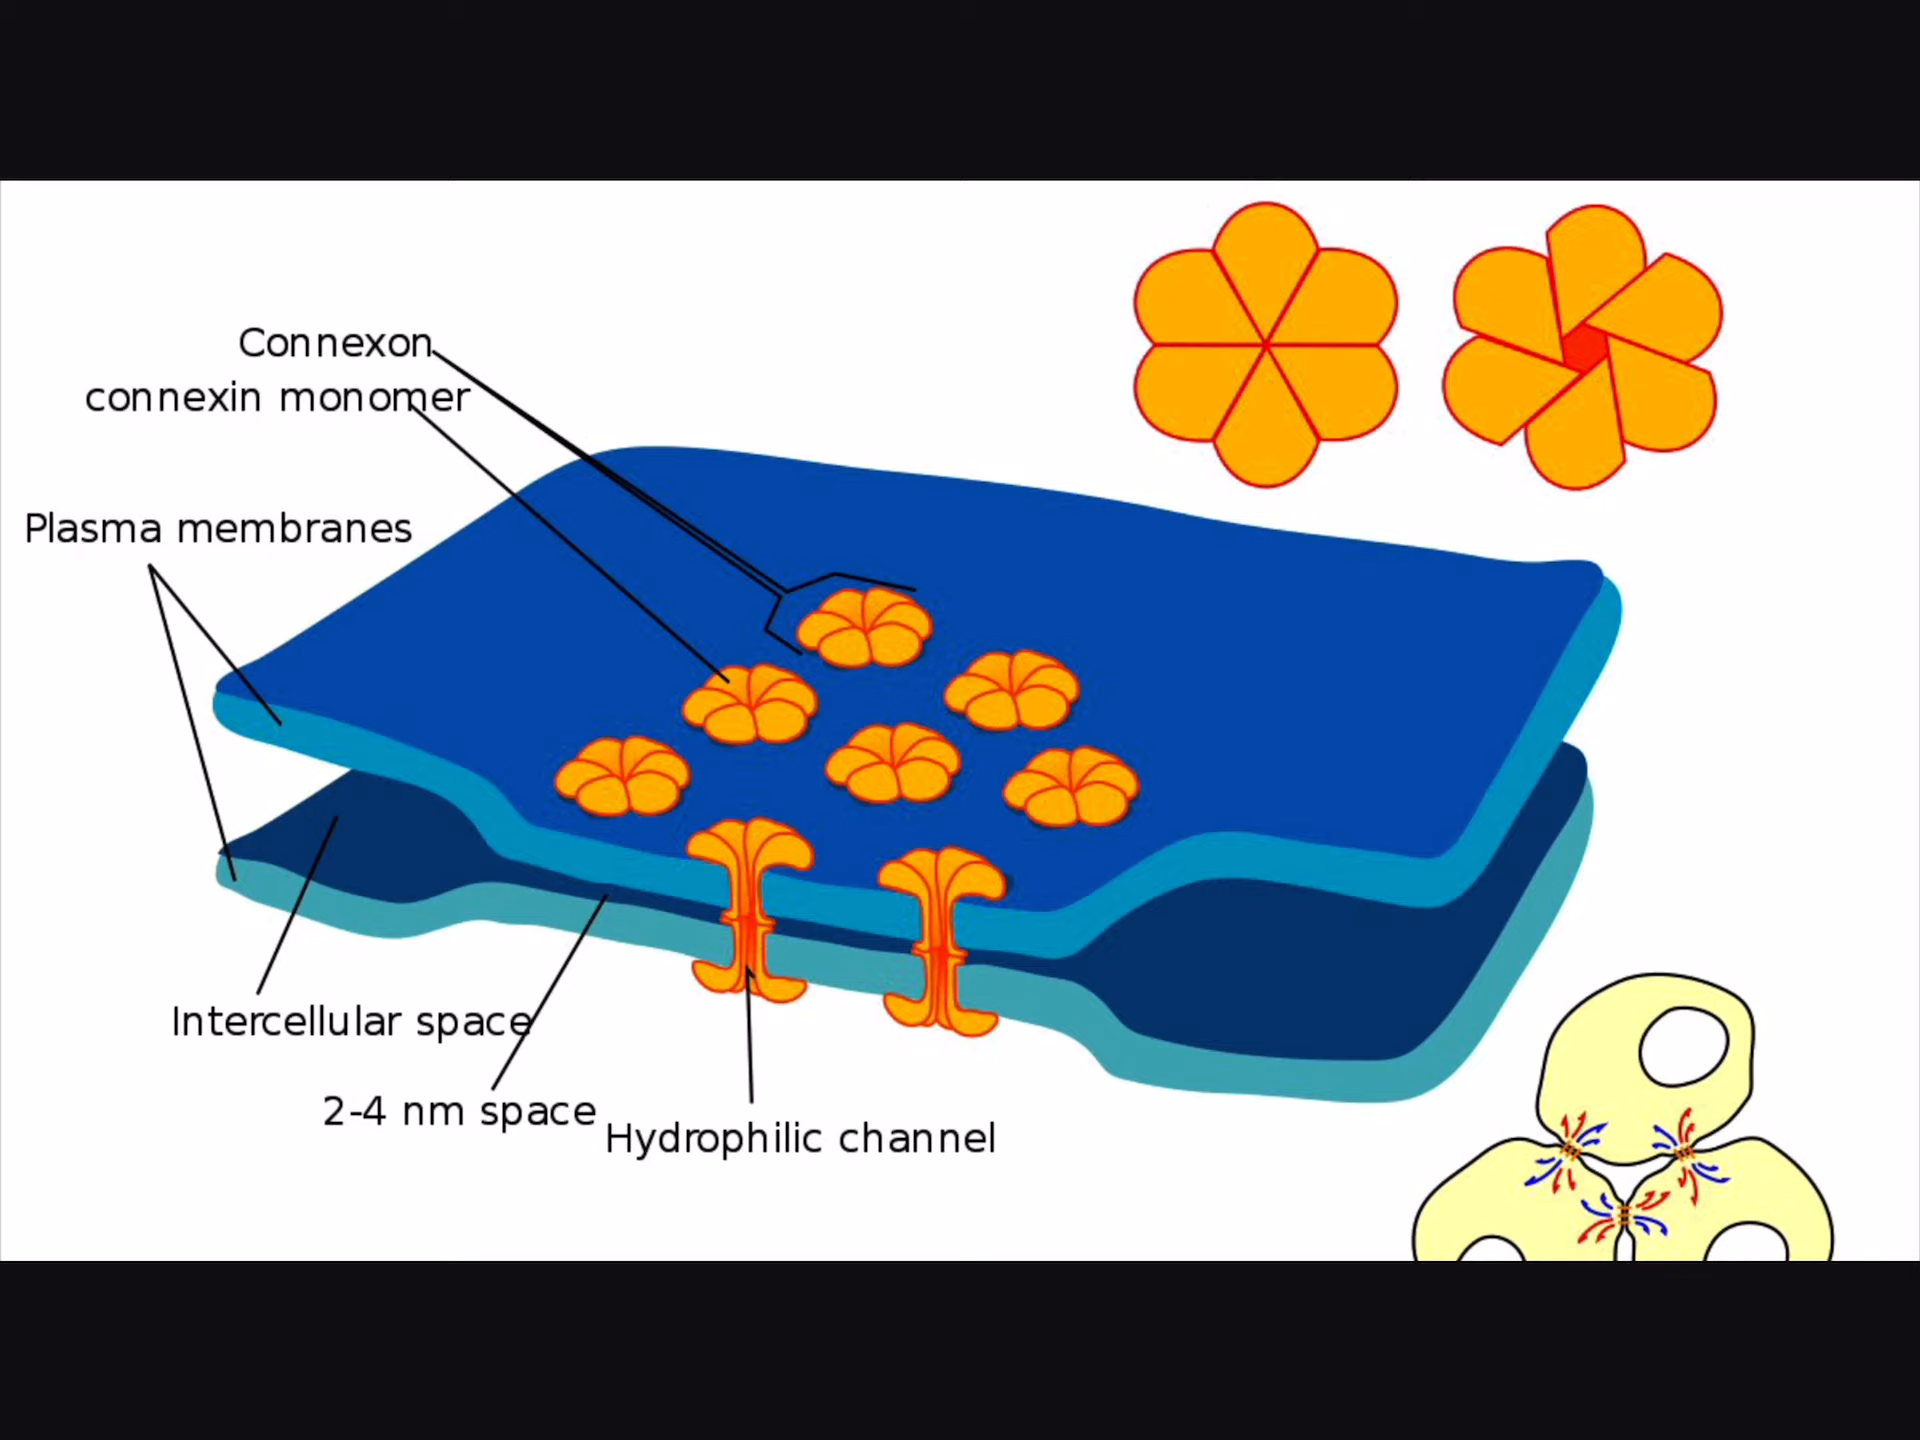 Connexon
connexin monomer
Plasma membranes
Intercellular space
2-4 nm space
Hydrophilic channel